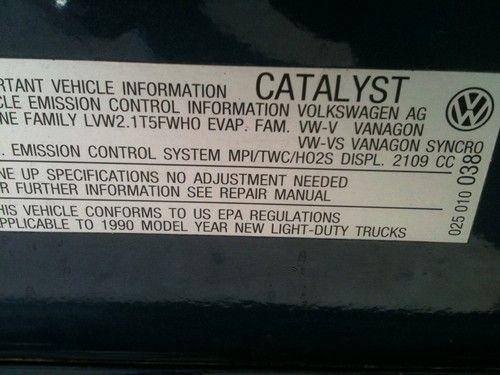 RTANT VEHICLE INFORMATION CATALYST
CLE EMISSION CONTROL INFORMATION VOLKSWAGEN AG
NE FAMILY LVW2.1T5FWHO EVAP. FAM. VW-V VANAGON
VW-VS VANAGON SYNCRO
. EMISSION CONTROL SYSTEM MPI/TWC/HO2S DISPL. 2109 CC
NE UP SPECIFICATIONS NO ADJUSTMENT NEEDED
R FURTHER INFORMATION SEE REPAIR MANUAL
HIS VEHICLE CONFORMS TO US EPA REGULATIONS
APPLICABLE TO 1990 MODEL YEAR NEW LIGHT-DUTY TRUCKS
025 010 038